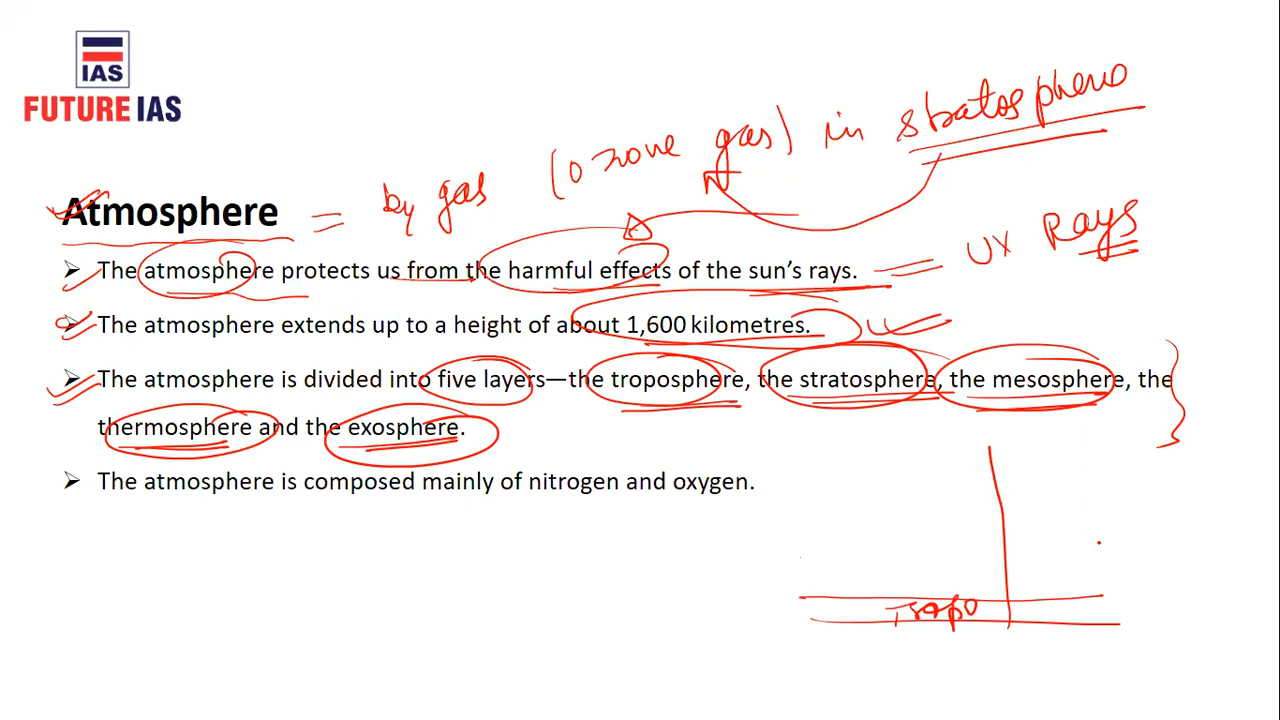 IAS
FUTURE IAS
by gas (ozone gas) in stratosphere
Atmosphere =
UX Rays
➤ The atmosphere protects us from the harmful effects of the sun’s rays. =
➤ The atmosphere extends up to a height of about 1,600 kilometres.
➤ The atmosphere is divided into five layers—the troposphere, the stratosphere, the mesosphere, the
thermosphere and the exosphere.
➤ The atmosphere is composed mainly of nitrogen and oxygen.